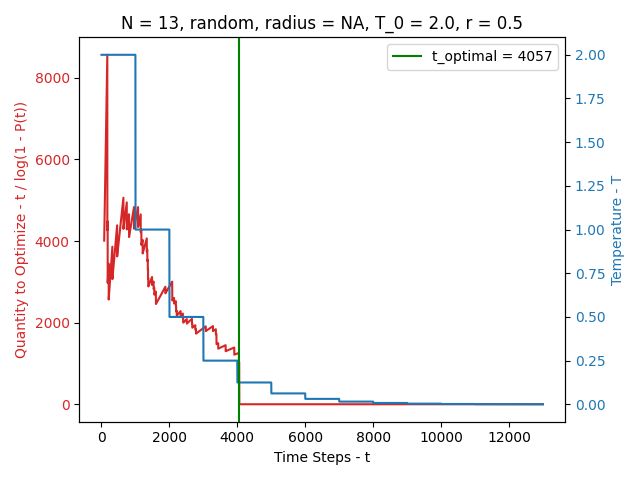 N = 13, random, radius = NA, T_0 = 2.0, r = 0.5
t_optimal = 4057
Quantity to Optimize - t / log(1 - P(t))
8000
6000
4000
2000
0
2.00
1.75
1.50
1.25
1.00
0.75
0.50
0.25
0.00
Temperature - T
0 2000 4000 6000 8000 10000 12000
Time Steps - t